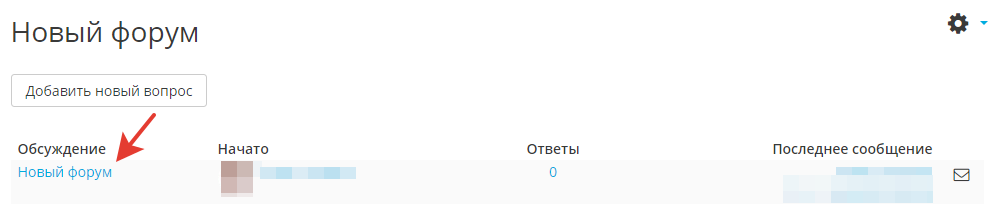 Новый форум
Добавить новый вопрос
Обсуждение Начато Ответы Последнее сообщение
Новый форум 0